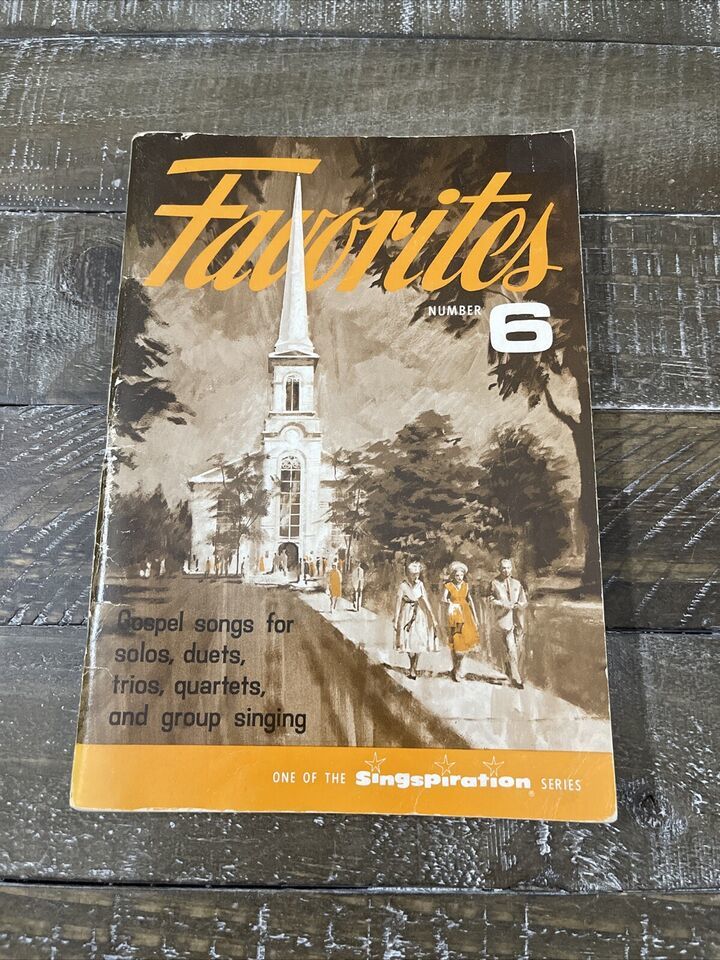 Favorites
NUMBER 6
Gospel songs for
solos, duets,
trios, quartets,
and group singing
ONE OF THE Singspiration® SERIES